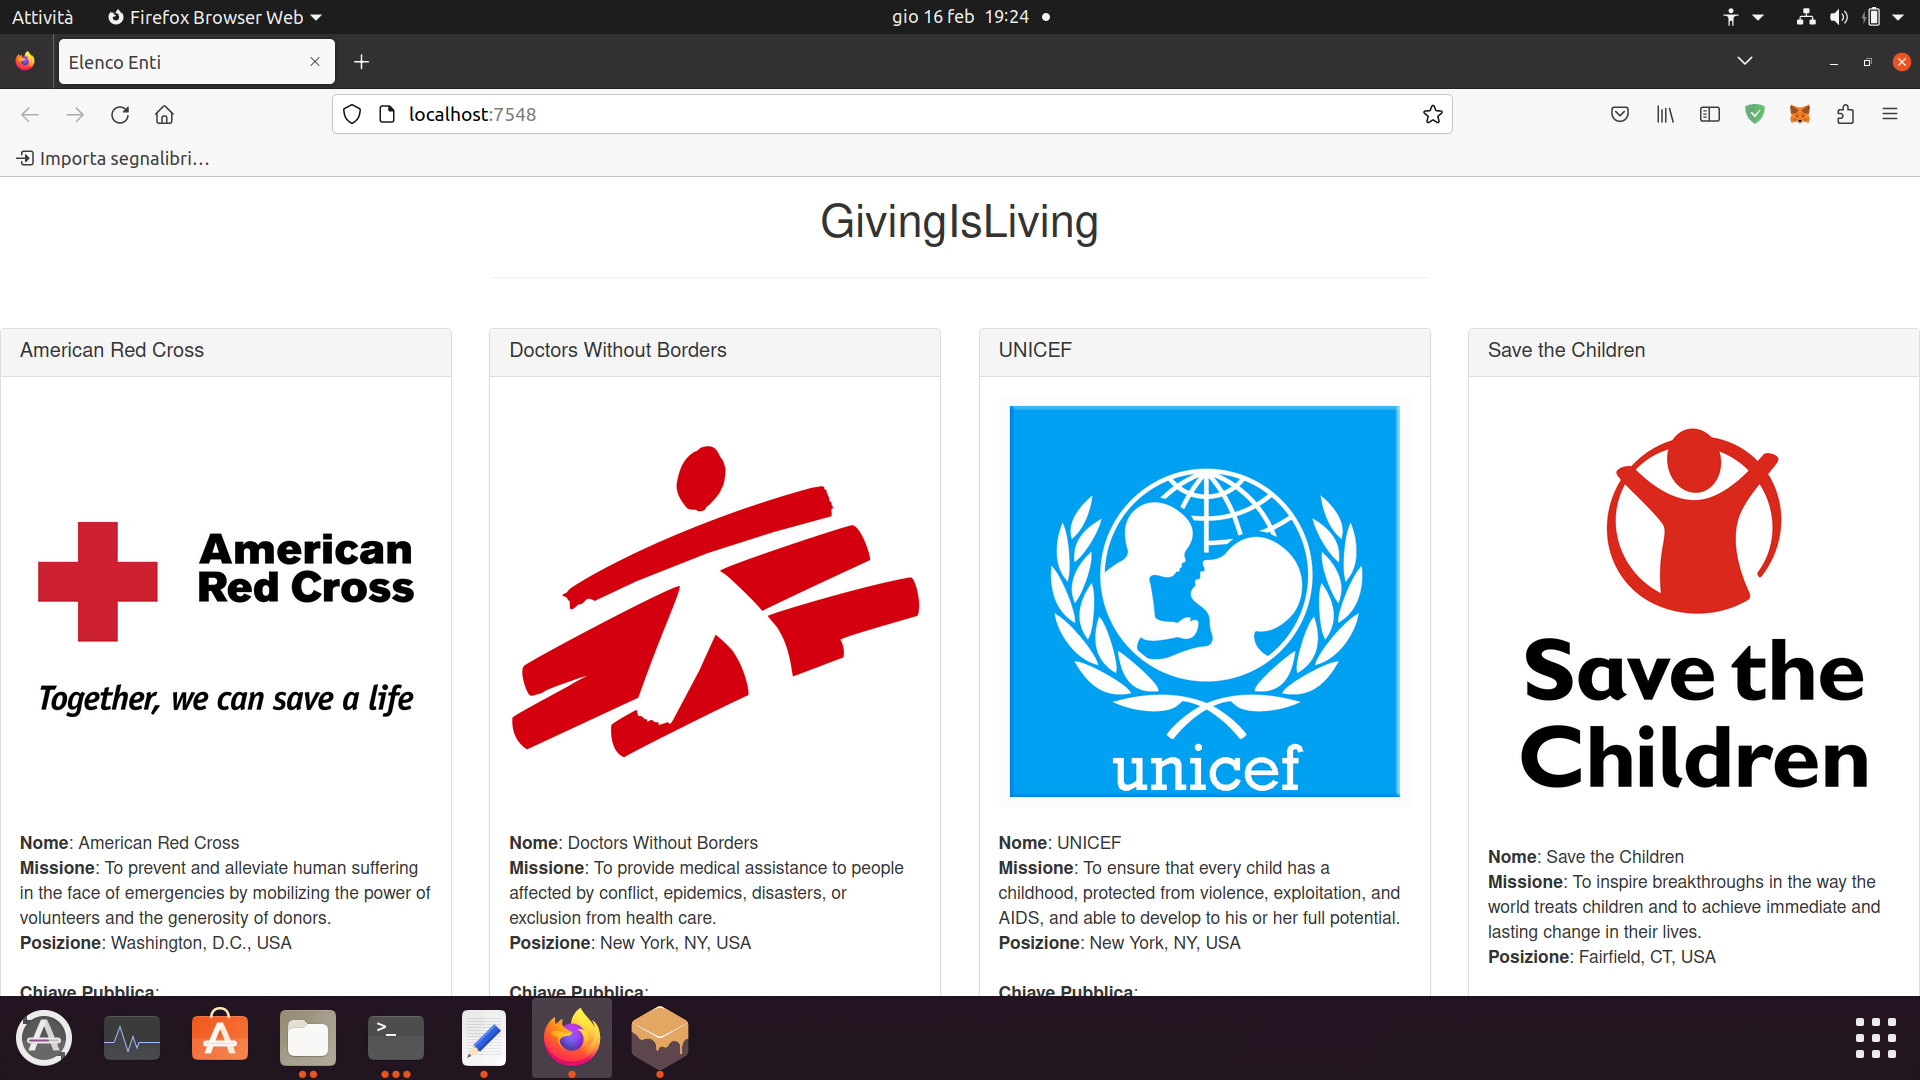 Attività
Firefox Browser Web
gio 16 feb 19:24
Elenco Enti
localhost:7548
Importa segnalibri...
GivingIsLiving
American Red Cross
American
Red Cross
Together, we can save a life
Nome: American Red Cross
Missione: To prevent and alleviate human suffering
in the face of emergencies by mobilizing the power of
volunteers and the generosity of donors.
Posizione: Washington, D.C., USA
Chiave Pubblica:
Doctors Without Borders
Nome: Doctors Without Borders
Missione: To provide medical assistance to people
affected by conflict, epidemics, disasters, or
exclusion from health care.
Posizione: New York, NY, USA
Chiave Pubblica:
UNICEF
unicef
Nome: UNICEF
Missione: To ensure that every child has a
childhood, protected from violence, exploitation, and
AIDS, and able to develop to his or her full potential.
Posizione: New York, NY, USA
Chiave Pubblica:
Save the Children
Save the
Children
Nome: Save the Children
Missione: To inspire breakthroughs in the way the
world treats children and to achieve immediate and
lasting change in their lives.
Posizione: Fairfield, CT, USA